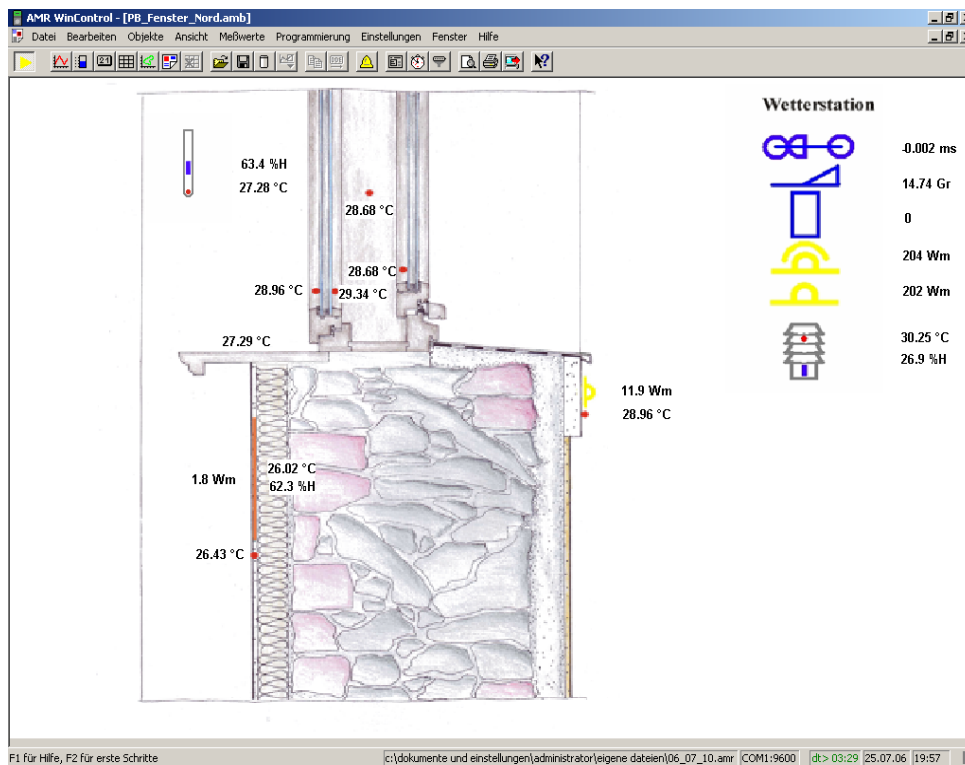 AMR WinControl - [PB_Fenster_Nord.amb]
Datei Bearbeiten Objekte Ansicht Meßwerte Programmierung Einstellungen Fenster Hilfe
Wetterstation
63.4 %H
27.28 °C
-0.002 ms
14.74 Gr
0
204 Wm
202 Wm
30.25 °C
26.9 %H
28.68 °C
28.68 °C
28.96 °C
29.34 °C
27.29 °C
11.9 Wm
28.96 °C
1.8 Wm
26.02 °C
62.3 %H
26.43 °C
F1 für Hilfe, F2 für erste Schritte
c:\dokumente und einstellungen\administrator\eigene dateien\06_07_10.amr
COM1:9600
dt> 03:29
25.07.06
19:57